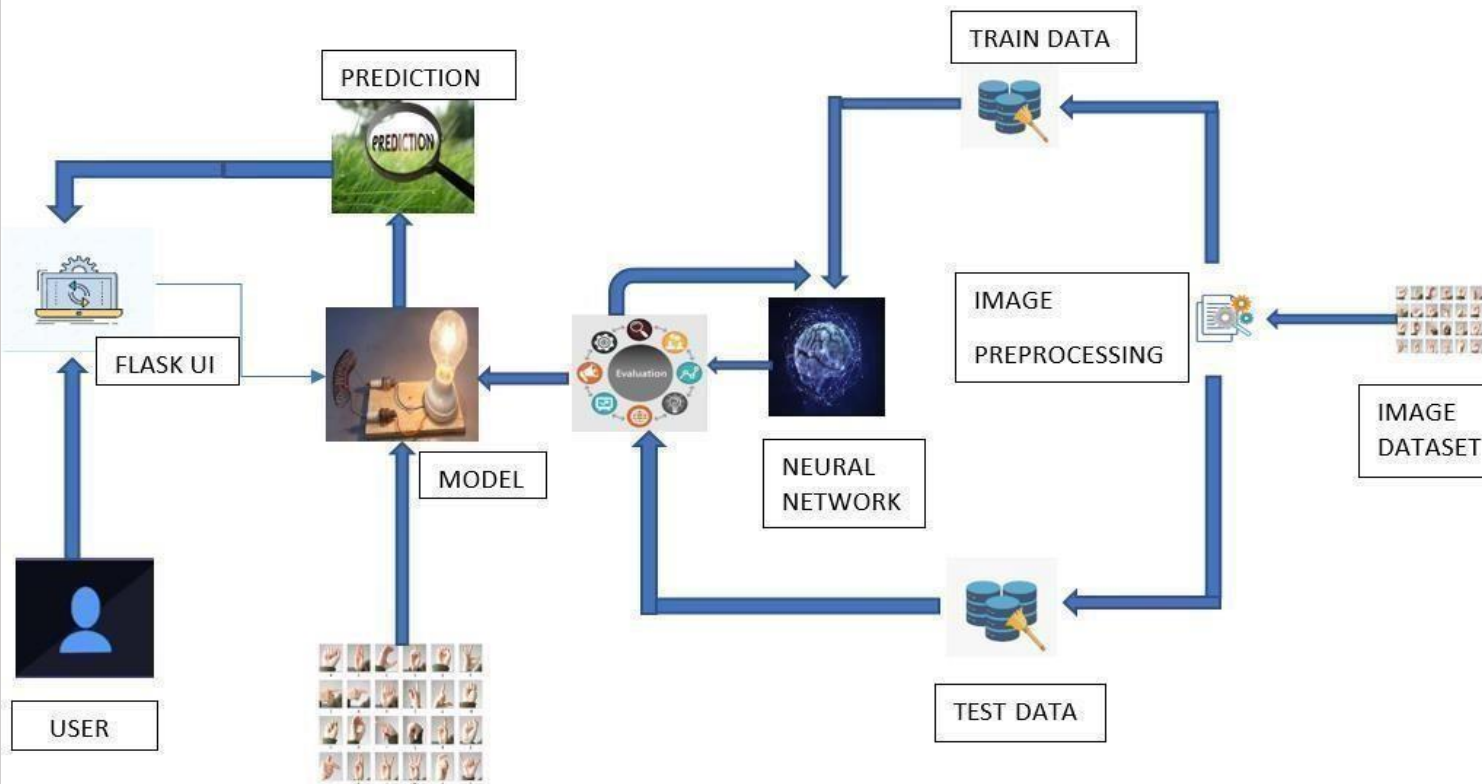 TRAIN DATA
PREDICTION
PREDICTION
IMAGE
PREPROCESSING
FLASK UI
Evaluation
IMAGE
DATASET
MODEL
NEURAL
NETWORK
USER
TEST DATA